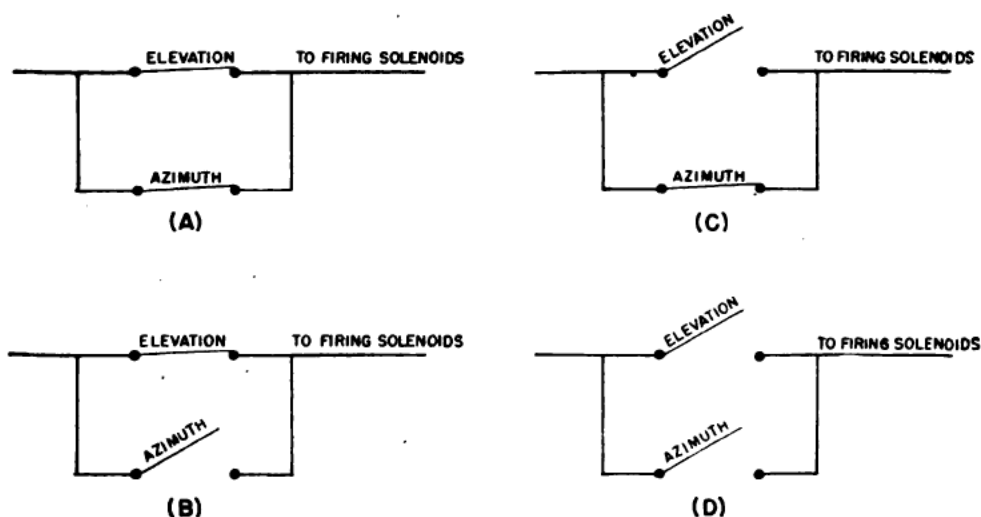 ELEVATION
TO FIRING SOLENOIDS
AZIMUTH
(A)
ELEVATION
TO FIRING SOLENOIDS
AZIMUTH
(C)
ELEVATION
TO FIRING SOLENOIDS
AZIMUTH
(B)
ELEVATION
TO FIRING SOLENOIDS
AZIMUTH
(D)